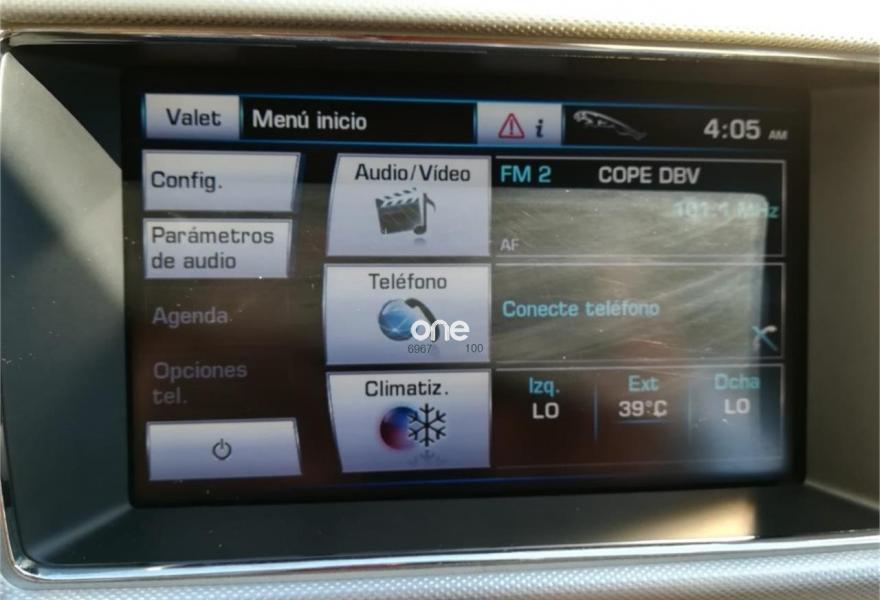 Valet
Menú inicio
i
4:05 AM
Config.
Parámetros
de audio
Agenda
Opciones
tel.
Audio/Vídeo
Teléfono
Climatiz.
FM 2
COPE DBV
101.1 MHz
AF
Conecte teléfono
Izq.
LO
Ext
39°C
Dcha
LO
one
6967
100